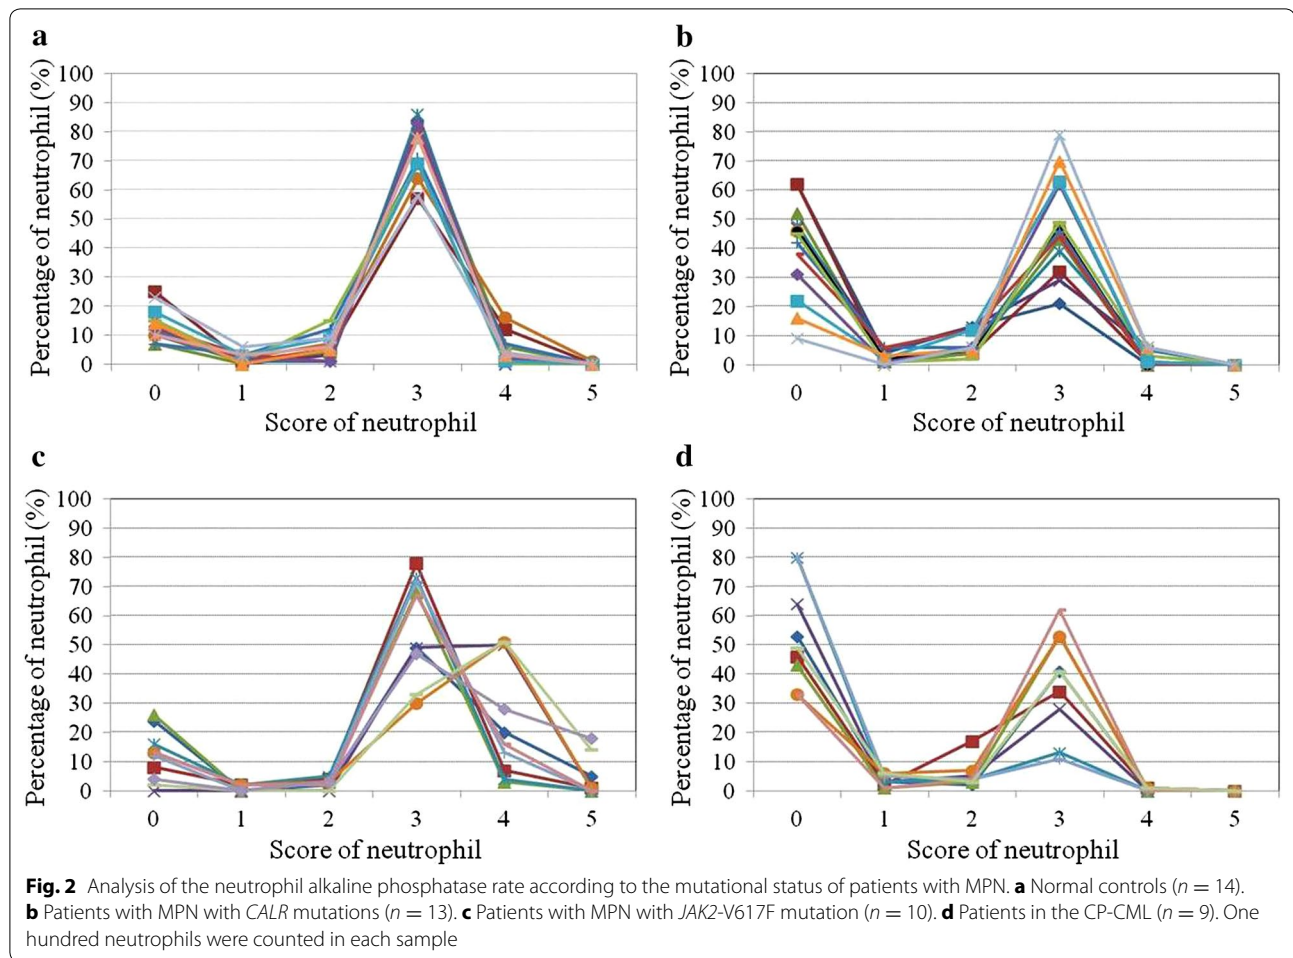 a
Percentage of neutrophil (%)
100
90
80
70
60
50
40
30
20
10
0
0 1 2 3 4 5
Score of neutrophil
b
Percentage of neutrophil (%)
100
90
80
70
60
50
40
30
20
10
0
0 1 2 3 4 5
Score of neutrophil
c
Percentage of neutrophil (%)
100
90
80
70
60
50
40
30
20
10
0
0 1 2 3 4 5
Score of neutrophil
d
Percentage of neutrophil (%)
100
90
80
70
60
50
40
30
20
10
0
0 1 2 3 4 5
Score of neutrophil
Fig. 2 Analysis of the neutrophil alkaline phosphatase rate according to the mutational status of patients with MPN. a Normal controls (n = 14).
b Patients with MPN with CALR mutations (n = 13). c Patients with MPN with JAK2-V617F mutation (n = 10). d Patients in the CP-CML (n = 9). One
hundred neutrophils were counted in each sample